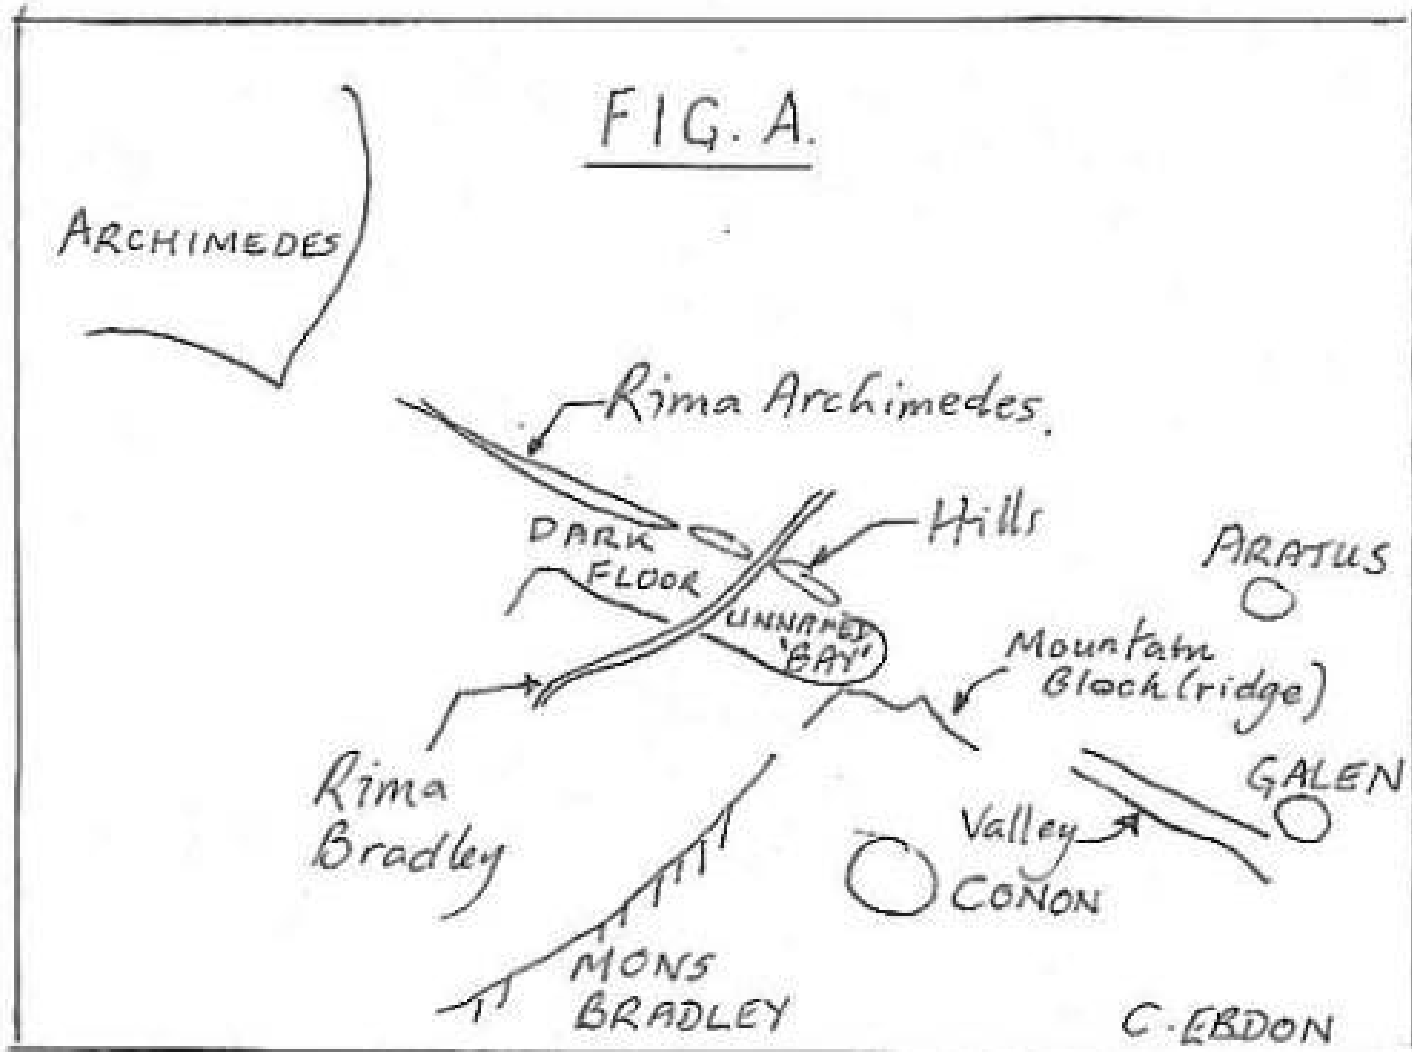 FIG. A.
ARCHIMEDES
Rima Archimedes.
Hills
DARK
FLOOR
ARATUS
UNNAMED
'BAY"
Mountain
Block (ridge)
GALEN
Rima
Bradley
Valley
CONON
MONS
BRADLEY
C. EBDON